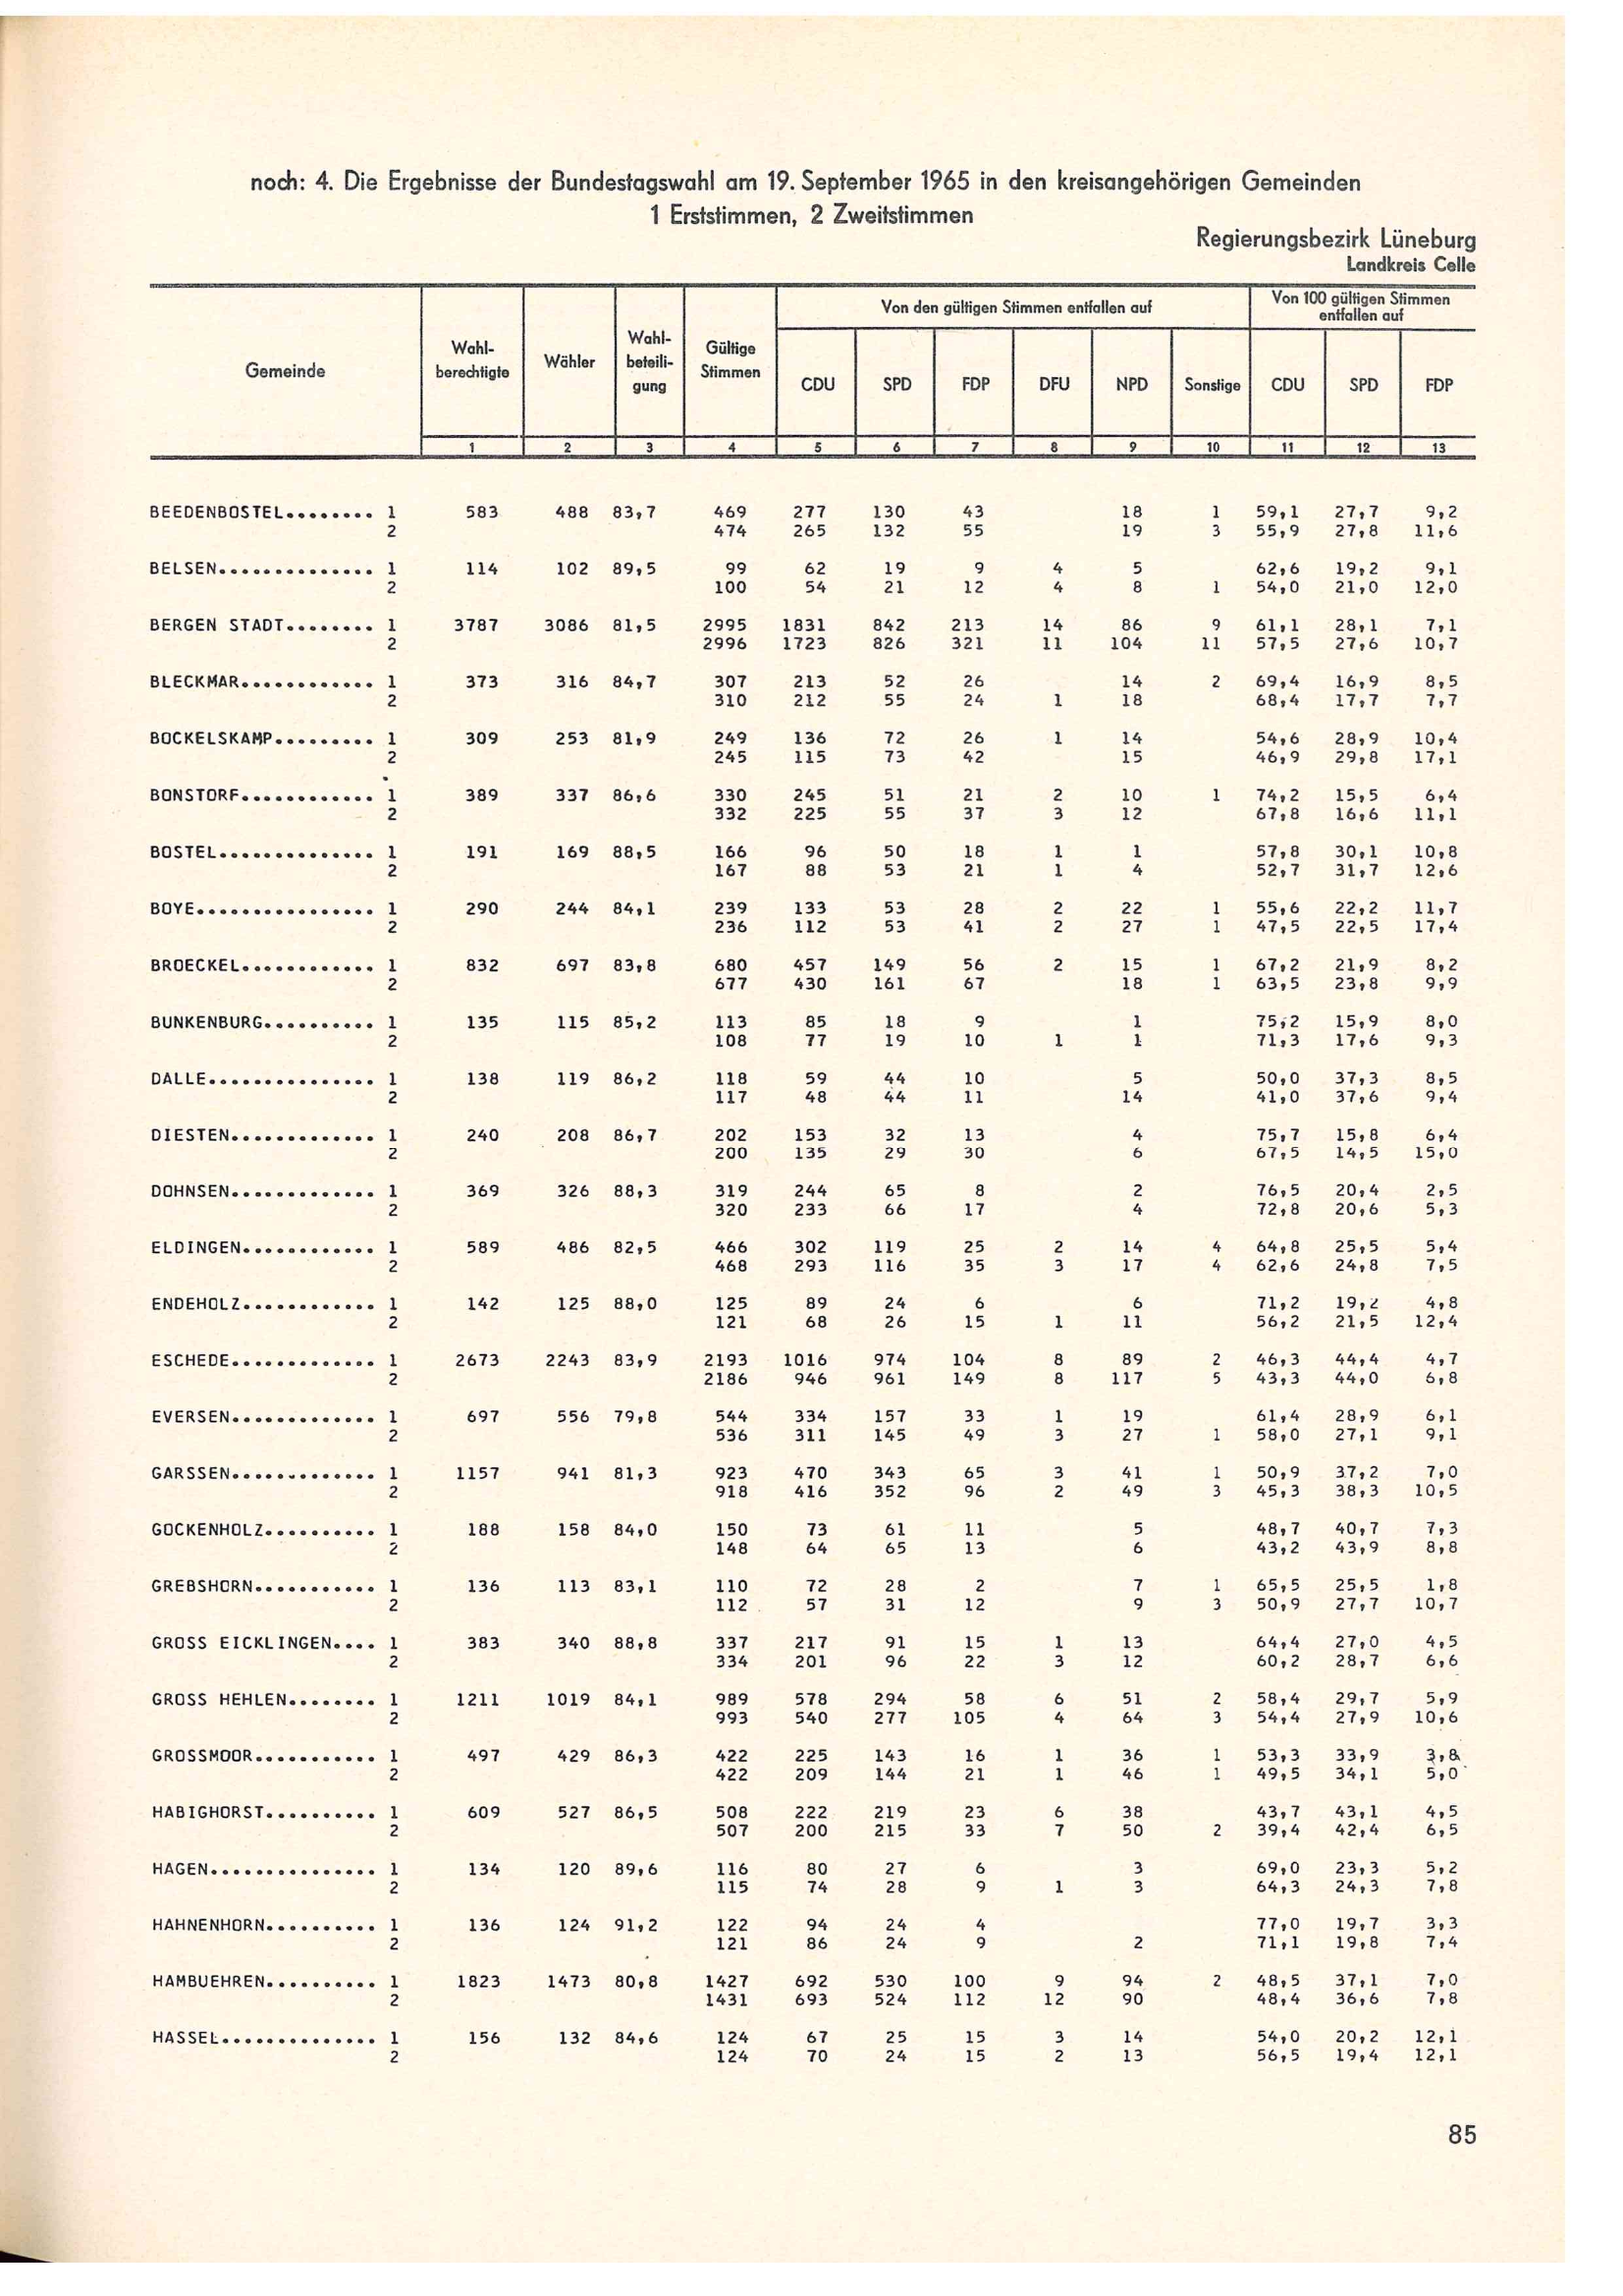 noch: 4. Die Ergebnisse der Bundestagswahl am 19. September 1965 in den kreisangehörigen Gemeinden
1 Erststimmen, 2 Zweitstimmen
Regierungsbezirk Lüneburg
Landkreis Celle
Gemeinde Wahl-berechtigte Wähler Wahl-beteili-gung Gültige Stimmen Von den gültigen Stimmen entfallen auf Von 100 gültigen Stimmen entfallen auf
CDU SPD FDP DFU NPD Sonstige CDU SPD FDP
1 2 3 4 5 6 7 8 9 10 11 12 13
BEEDENBOSTEL........ 1 583 488 83,7 469 277 130 43 18 1 59,1 27,7 9,2
2 474 265 132 55 19 3 55,9 27,8 11,6
BELSEN.............. 1 114 102 89,5 99 62 19 9 4 5 62,6 19,2 9,1
2 100 54 21 12 4 8 1 54,0 21,0 12,0
BERGEN STADT........ 1 3787 3086 81,5 2995 1831 842 213 14 86 9 61,1 28,1 7,1
2 2996 1723 826 321 11 104 11 57,5 27,6 10,7
BLECKMAR............ 1 373 316 84,7 307 213 52 26 14 2 69,4 16,9 8,5
2 310 212 55 24 1 18 68,4 17,7 7,7
BOCKELSKAMP......... 1 309 253 81,9 249 136 72 26 1 14 54,6 28,9 10,4
2 245 115 73 42 15 46,9 29,8 17,1
BONSTORF............ 1 389 337 86,6 330 245 51 21 2 10 1 74,2 15,5 6,4
2 332 225 55 37 3 12 67,8 16,6 11,1
BOSTEL.............. 1 191 169 88,5 166 96 50 18 1 1 57,8 30,1 10,8
2 167 88 53 21 1 4 52,7 31,7 12,6
BOYE................ 1 290 244 84,1 239 133 53 28 2 22 1 55,6 22,2 11,7
2 236 112 53 41 2 27 1 47,5 22,5 17,4
BROECKEL............ 1 832 697 83,8 680 457 149 56 2 15 1 67,2 21,9 8,2
2 677 430 161 67 18 1 63,5 23,8 9,9
BUNKENBURG.......... 1 135 115 85,2 113 85 18 9 1 75,2 15,9 8,0
2 108 77 19 10 1 1 71,3 17,6 9,3
DALLE............... 1 138 119 86,2 118 59 44 10 5 50,0 37,3 8,5
2 117 48 44 11 14 41,0 37,6 9,4
DIESTEN............. 1 240 208 86,7 202 153 32 13 4 75,7 15,8 6,4
2 200 135 29 30 6 67,5 14,5 15,0
DOHNSEN............. 1 369 326 88,3 319 244 65 8 2 76,5 20,4 2,5
2 320 233 66 17 4 72,8 20,6 5,3
ELDINGEN............ 1 589 486 82,5 466 302 119 25 2 14 4 64,8 25,5 5,4
2 468 293 116 35 3 17 4 62,6 24,8 7,5
ENDEHOLZ............ 1 142 125 88,0 125 89 24 6 6 71,2 19,2 4,8
2 121 68 26 15 1 11 56,2 21,5 12,4
ESCHEDE............. 1 2673 2243 83,9 2193 1016 974 104 8 89 2 46,3 44,4 4,7
2 2186 946 961 149 8 117 5 43,3 44,0 6,8
EVERSEN............. 1 697 556 79,8 544 334 157 33 1 19 61,4 28,9 6,1
2 536 311 145 49 3 27 1 58,0 27,1 9,1
GARSSEN............. 1 1157 941 81,3 923 470 343 65 3 41 1 50,9 37,2 7,0
2 918 416 352 96 2 49 3 45,3 38,3 10,5
GOCKENHOLZ.......... 1 188 158 84,0 150 73 61 11 5 48,7 40,7 7,3
2 148 64 65 13 6 43,2 43,9 8,8
GREBSHORN........... 1 136 113 83,1 110 72 28 2 7 1 65,5 25,5 1,8
2 112 57 31 12 9 3 50,9 27,7 10,7
GROSS EICKLINGEN.... 1 383 340 88,8 337 217 91 15 1 13 64,4 27,0 4,5
2 334 201 96 22 3 12 60,2 28,7 6,6
GROSS HEHLEN........ 1 1211 1019 84,1 989 578 294 58 6 51 2 58,4 29,7 5,9
2 993 540 277 105 4 64 3 54,4 27,9 10,6
GROSSMOOR........... 1 497 429 86,3 422 225 143 16 1 36 1 53,3 33,9 3,8
2 422 209 144 21 1 46 1 49,5 34,1 5,0
HABIGHORST.......... 1 609 527 86,5 508 222 219 23 6 38 43,7 43,1 4,5
2 507 200 215 33 7 50 2 39,4 42,4 6,5
HAGEN............... 1 134 120 89,6 116 80 27 6 3 69,0 23,3 5,2
2 115 74 28 9 1 3 64,3 24,3 7,8
HAHNENHORN.......... 1 136 124 91,2 122 94 24 4 77,0 19,7 3,3
2 121 86 24 9 2 71,1 19,8 7,4
HAMBUEHREN.......... 1 1823 1473 80,8 1427 692 530 100 9 94 2 48,5 37,1 7,0
2 1431 693 524 112 12 90 48,4 36,6 7,8
HASSEL.............. 1 156 132 84,6 124 67 25 15 3 14 54,0 20,2 12,1
2 124 70 24 15 2 13 56,5 19,4 12,1
85